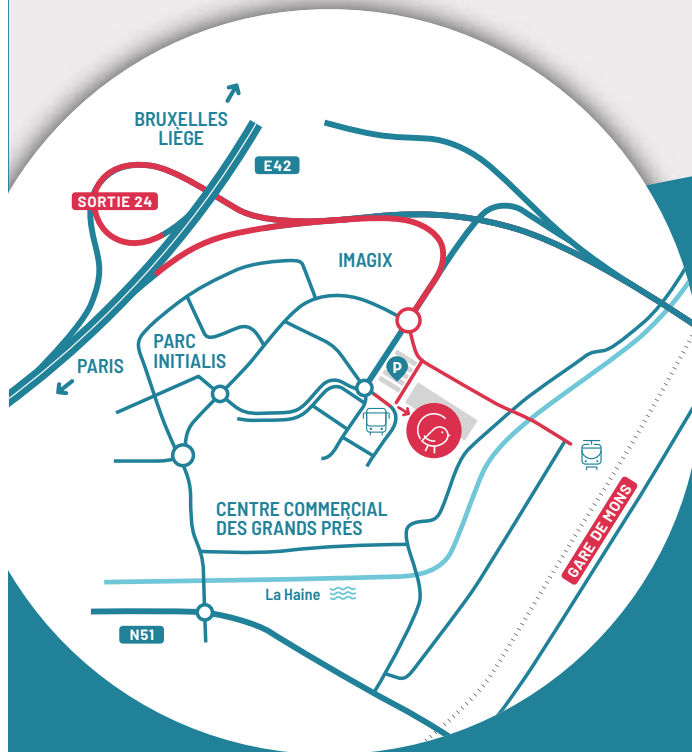 BRUXELLES
LIÈGE
E42
SORTIE 24
IMAGIX
PARC
INITIALIS
PARIS
P
CENTRE COMMERCIAL
DES GRANDS PRÉS
GARE DE MONS
La Haine
N51